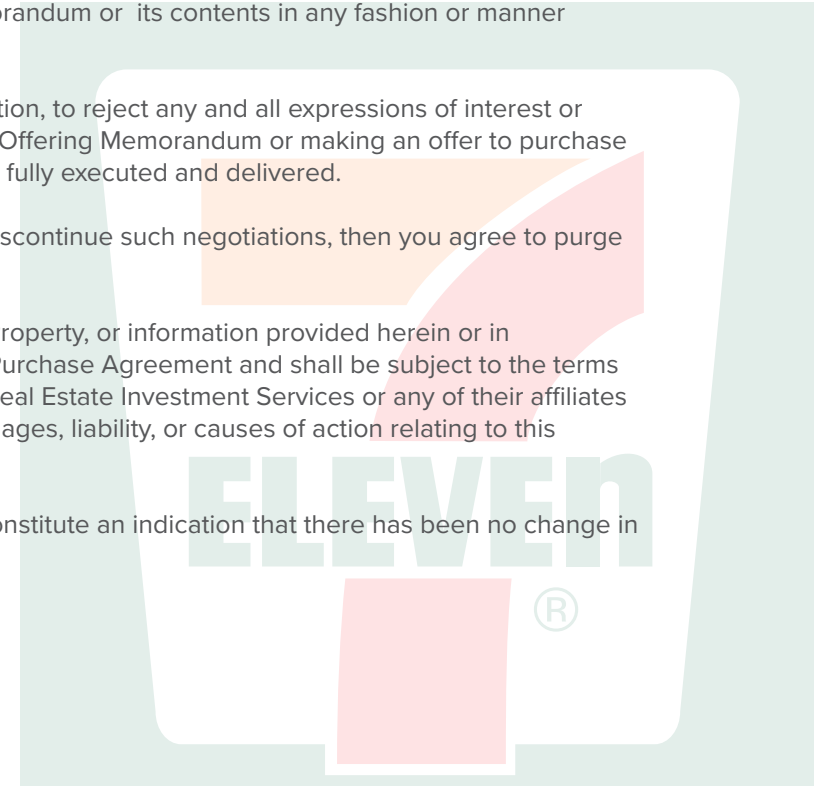 orandum or its contents in any fashion or manner
tion, to reject any and all expressions of interest or
Offering Memorandum or making an offer to purchase
fully executed and delivered.
scontinue such negotiations, then you agree to purge
roperty, or information provided herein or in
Purchase Agreement and shall be subject to the terms
eal Estate Investment Services or any of their affiliates
ages, liability, or causes of action relating to this
onstitute an indication that there has been no change in
7
ELEVEn
®